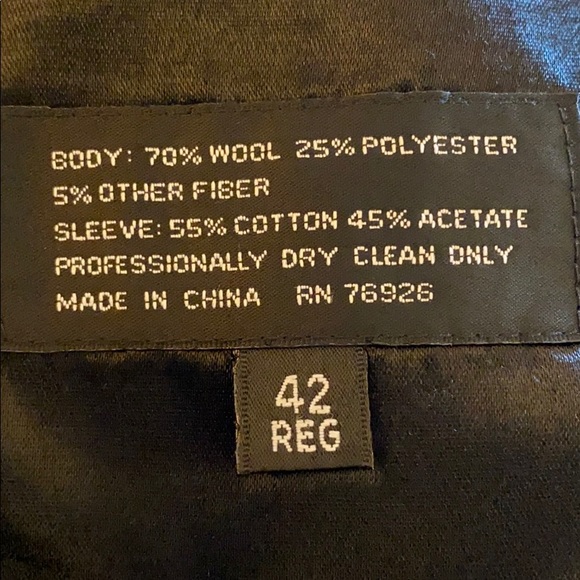 BODY: 70% WOOL 25% POLYESTER
5% OTHER FIBER
SLEEVE: 55% COTTON 45% ACETATE
PROFESSIONALLY DRY CLEAN ONLY
MADE IN CHINA RN 76926
42
REG